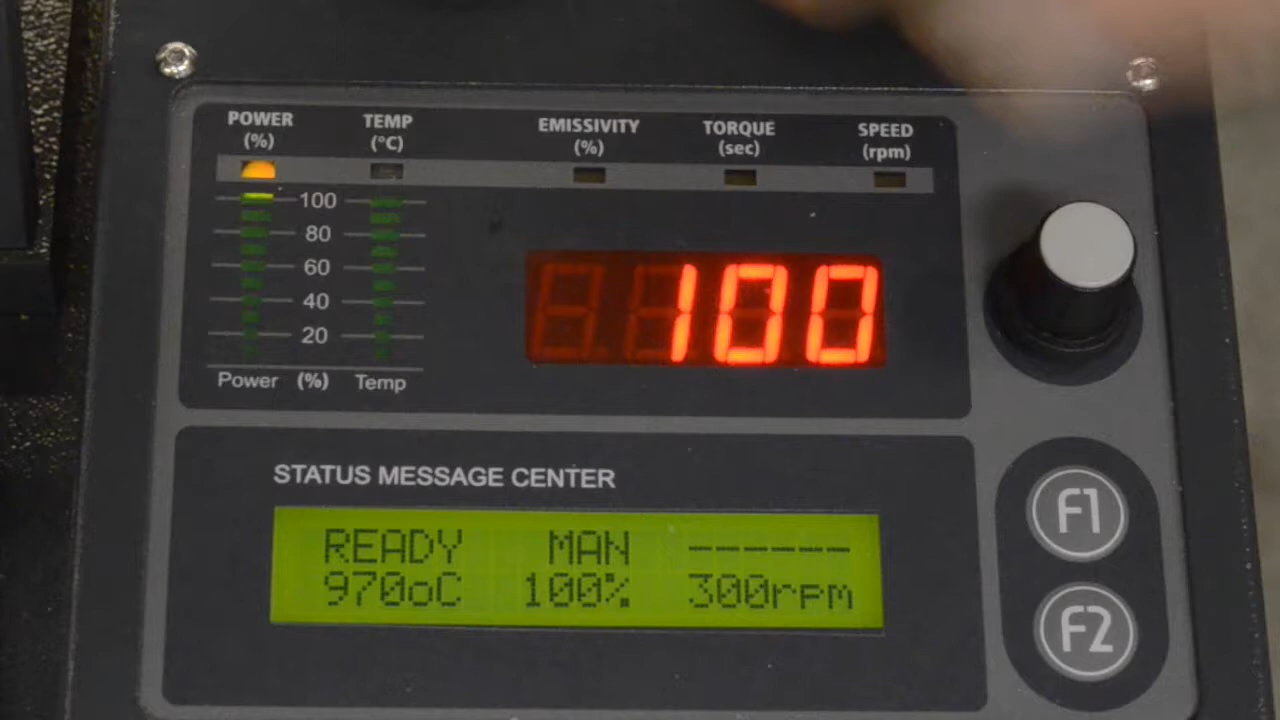 POWER (%)
TEMP (°C)
EMISSIVITY (%)
TORQUE (sec)
SPEED (rpm)
100
80
60
40
20
Power (%) Temp
100
STATUS MESSAGE CENTER
READY MAN ------
970oC 100% 300rpm
F1
F2